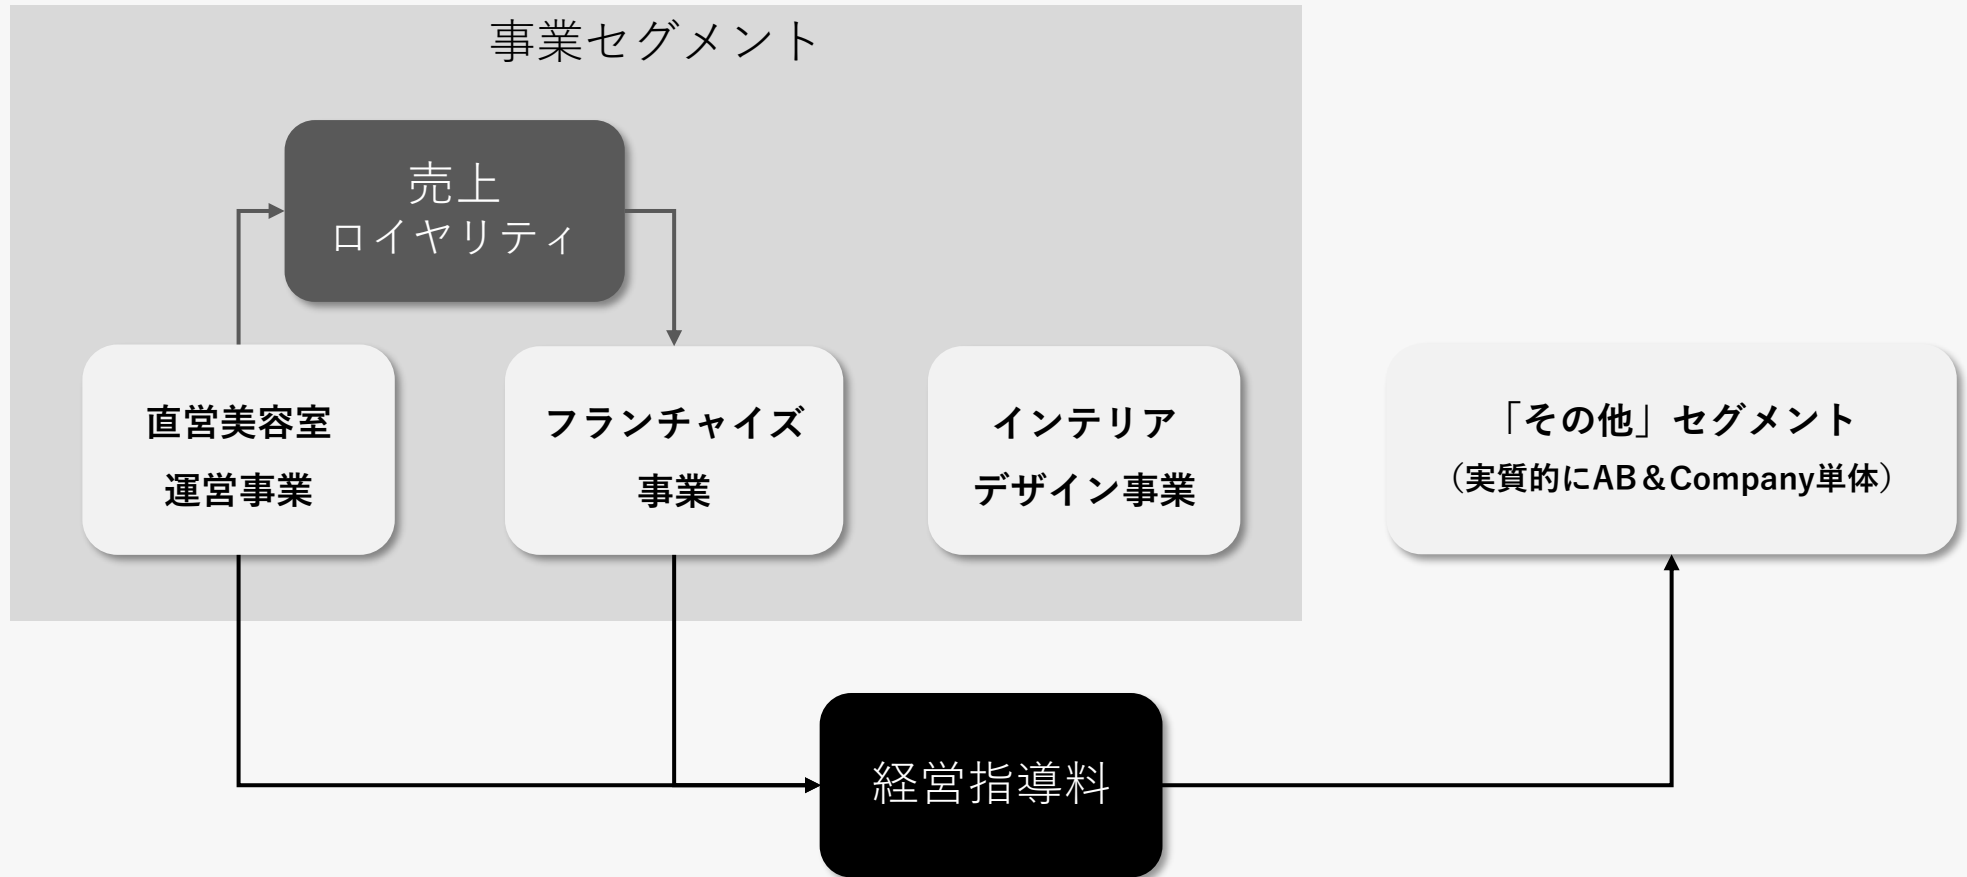 事業セグメント
売上
ロイヤリティ
直営美容室
運営事業
フランチャイズ
事業
インテリア
デザイン事業
「その他」セグメント
（実質的にAB＆Company単体）
経営指導料